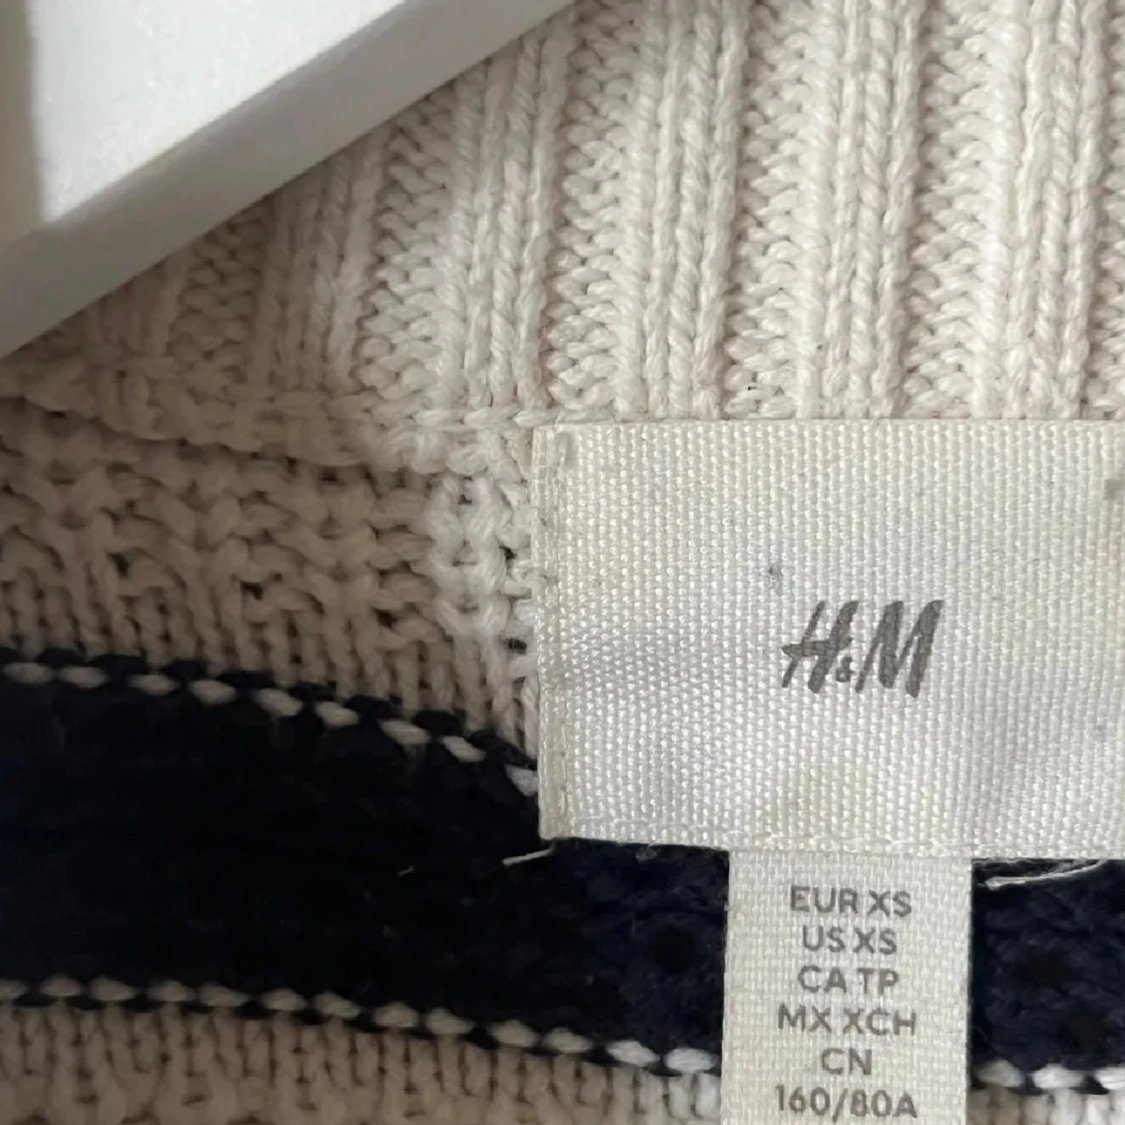 H&M
EUR XS
US XS
CA TP
MX XCH
CN
160/80A